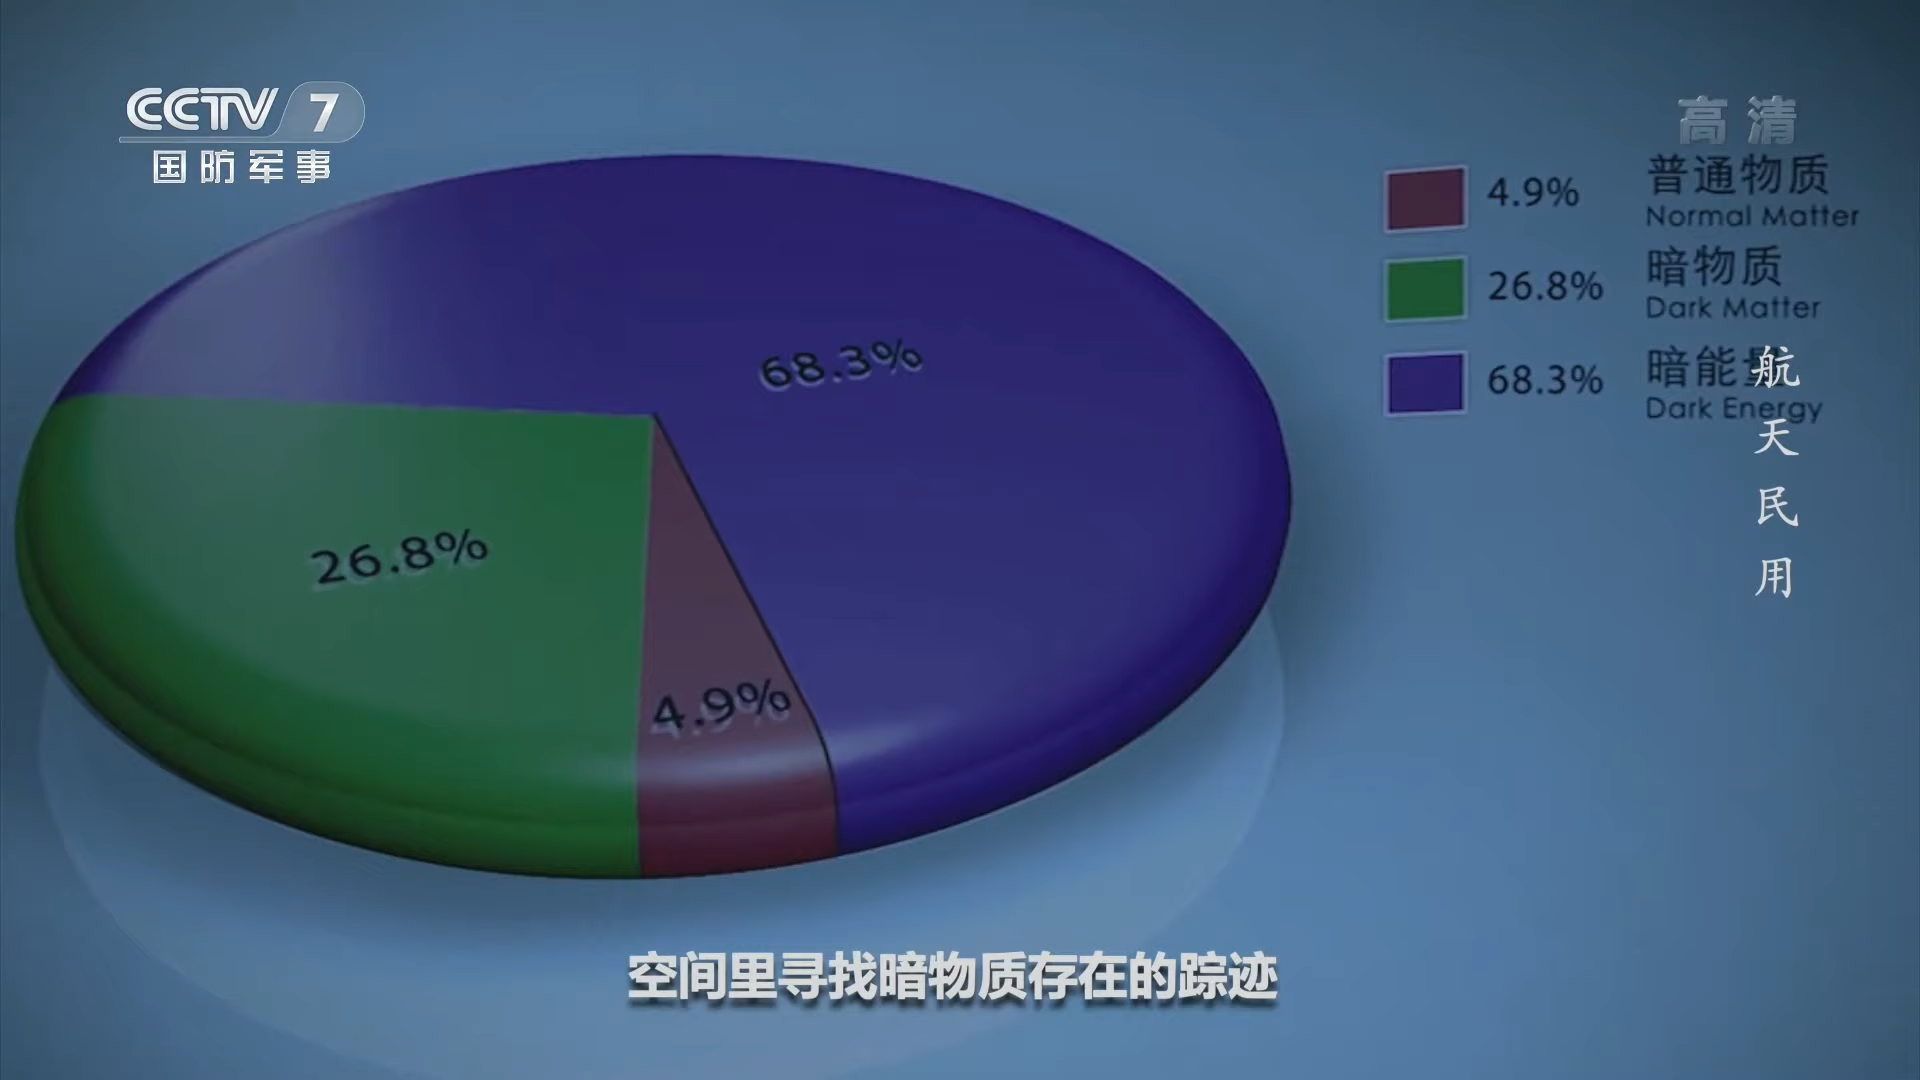 CCTV 7
国防军事
高清
4.9% 普通物质
Normal Matter
26.8% 暗物质
Dark Matter
68.3% 暗能量
Dark Energy
68.3%
26.8%
4.9%
航天民用
空间里寻找暗物质存在的踪迹